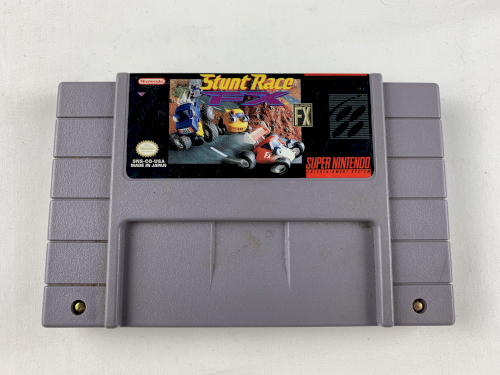 Nintendo
Stunt Race
FX
FX
SNS-CQ-USA
MADE IN JAPAN
SUPER NINTENDO
ENTERTAINMENT SYSTEM